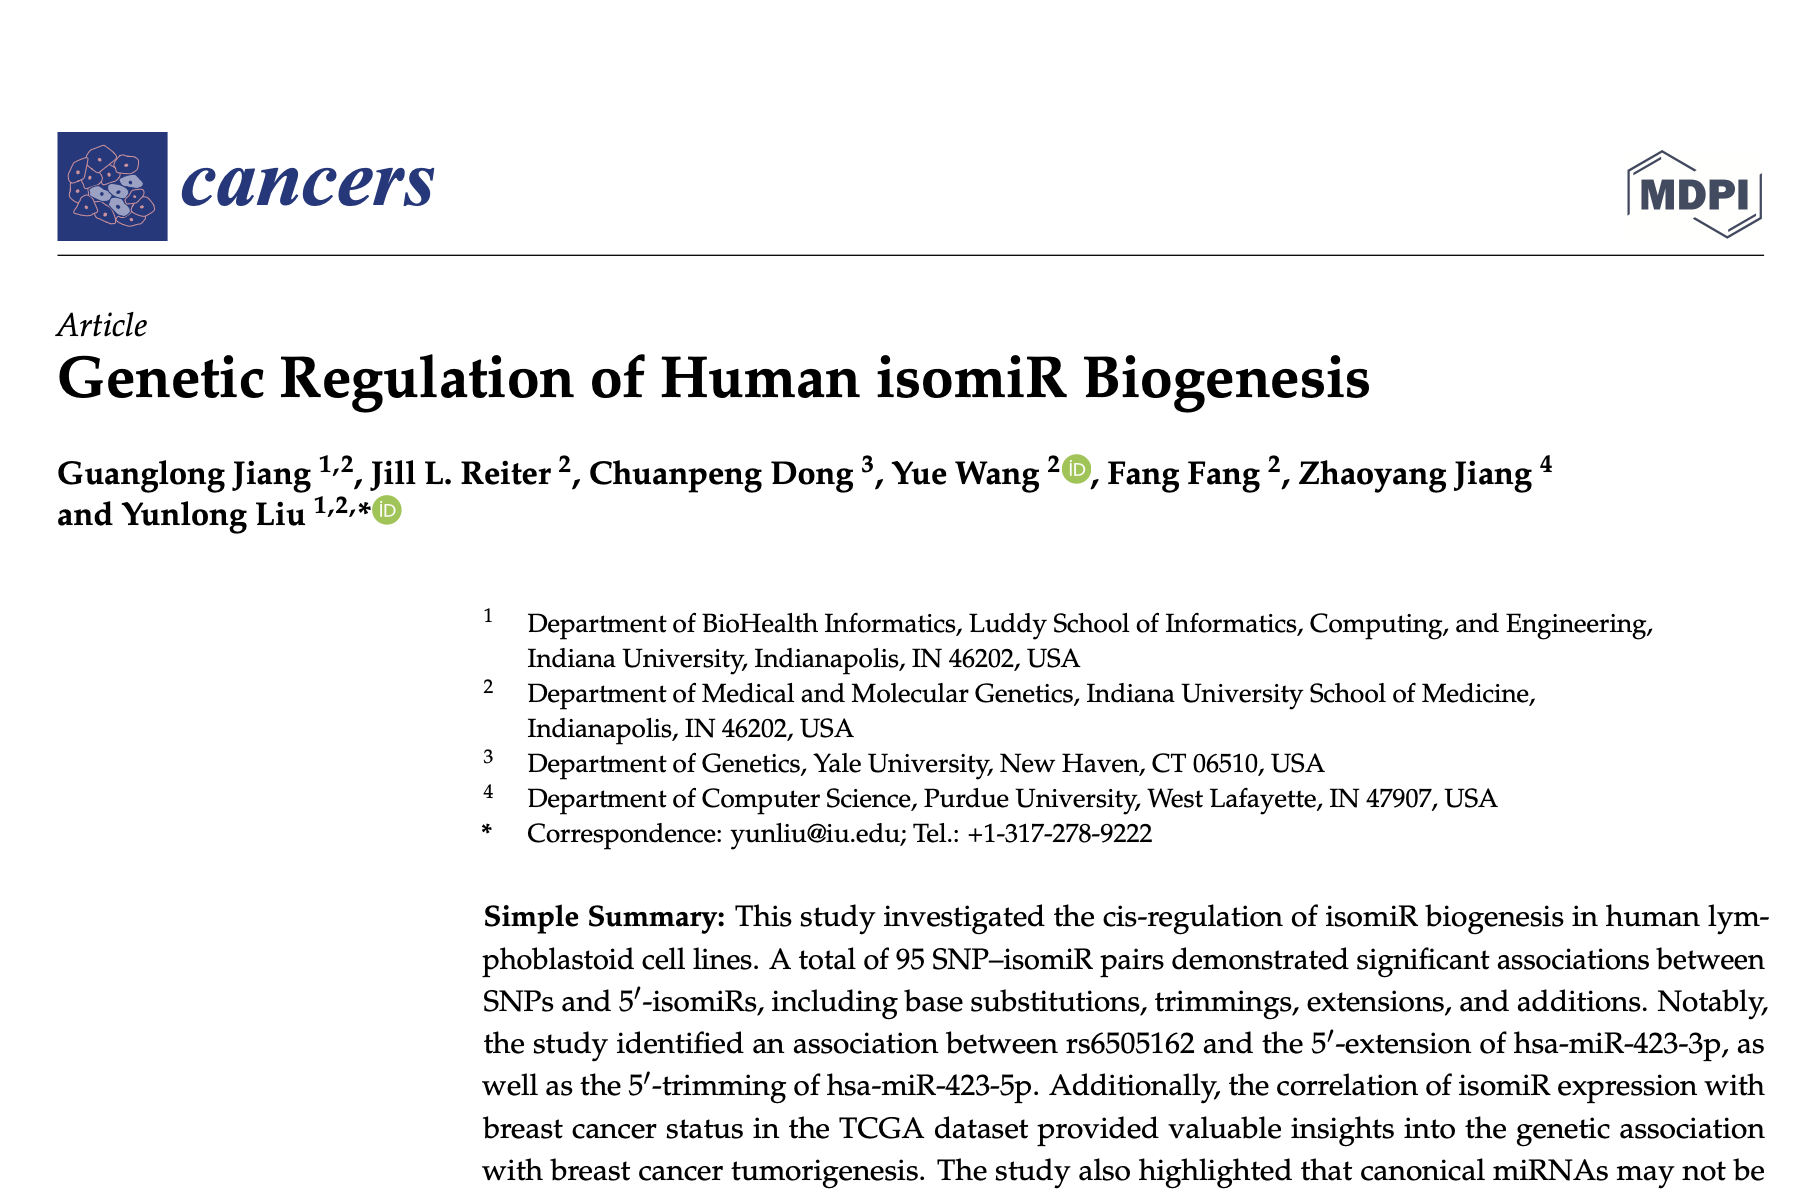 cancers
MDPI
Article
Genetic Regulation of Human isomiR Biogenesis
Guanglong Jiang 1,2, Jill L. Reiter 2, Chuanpeng Dong 3, Yue Wang 2 iD, Fang Fang 2, Zhaoyang Jiang 4
and Yunlong Liu 1,2,* iD
1 Department of BioHealth Informatics, Luddy School of Informatics, Computing, and Engineering,
Indiana University, Indianapolis, IN 46202, USA
2 Department of Medical and Molecular Genetics, Indiana University School of Medicine,
Indianapolis, IN 46202, USA
3 Department of Genetics, Yale University, New Haven, CT 06510, USA
4 Department of Computer Science, Purdue University, West Lafayette, IN 47907, USA
* Correspondence: yunliu@iu.edu; Tel.: +1-317-278-9222
Simple Summary: This study investigated the cis-regulation of isomiR biogenesis in human lym-
phoblastoid cell lines. A total of 95 SNP–isomiR pairs demonstrated significant associations between
SNPs and 5′-isomiRs, including base substitutions, trimmings, extensions, and additions. Notably,
the study identified an association between rs6505162 and the 5′-extension of hsa-miR-423-3p, as
well as the 5′-trimming of hsa-miR-423-5p. Additionally, the correlation of isomiR expression with
breast cancer status in the TCGA dataset provided valuable insights into the genetic association
with breast cancer tumorigenesis. The study also highlighted that canonical miRNAs may not be